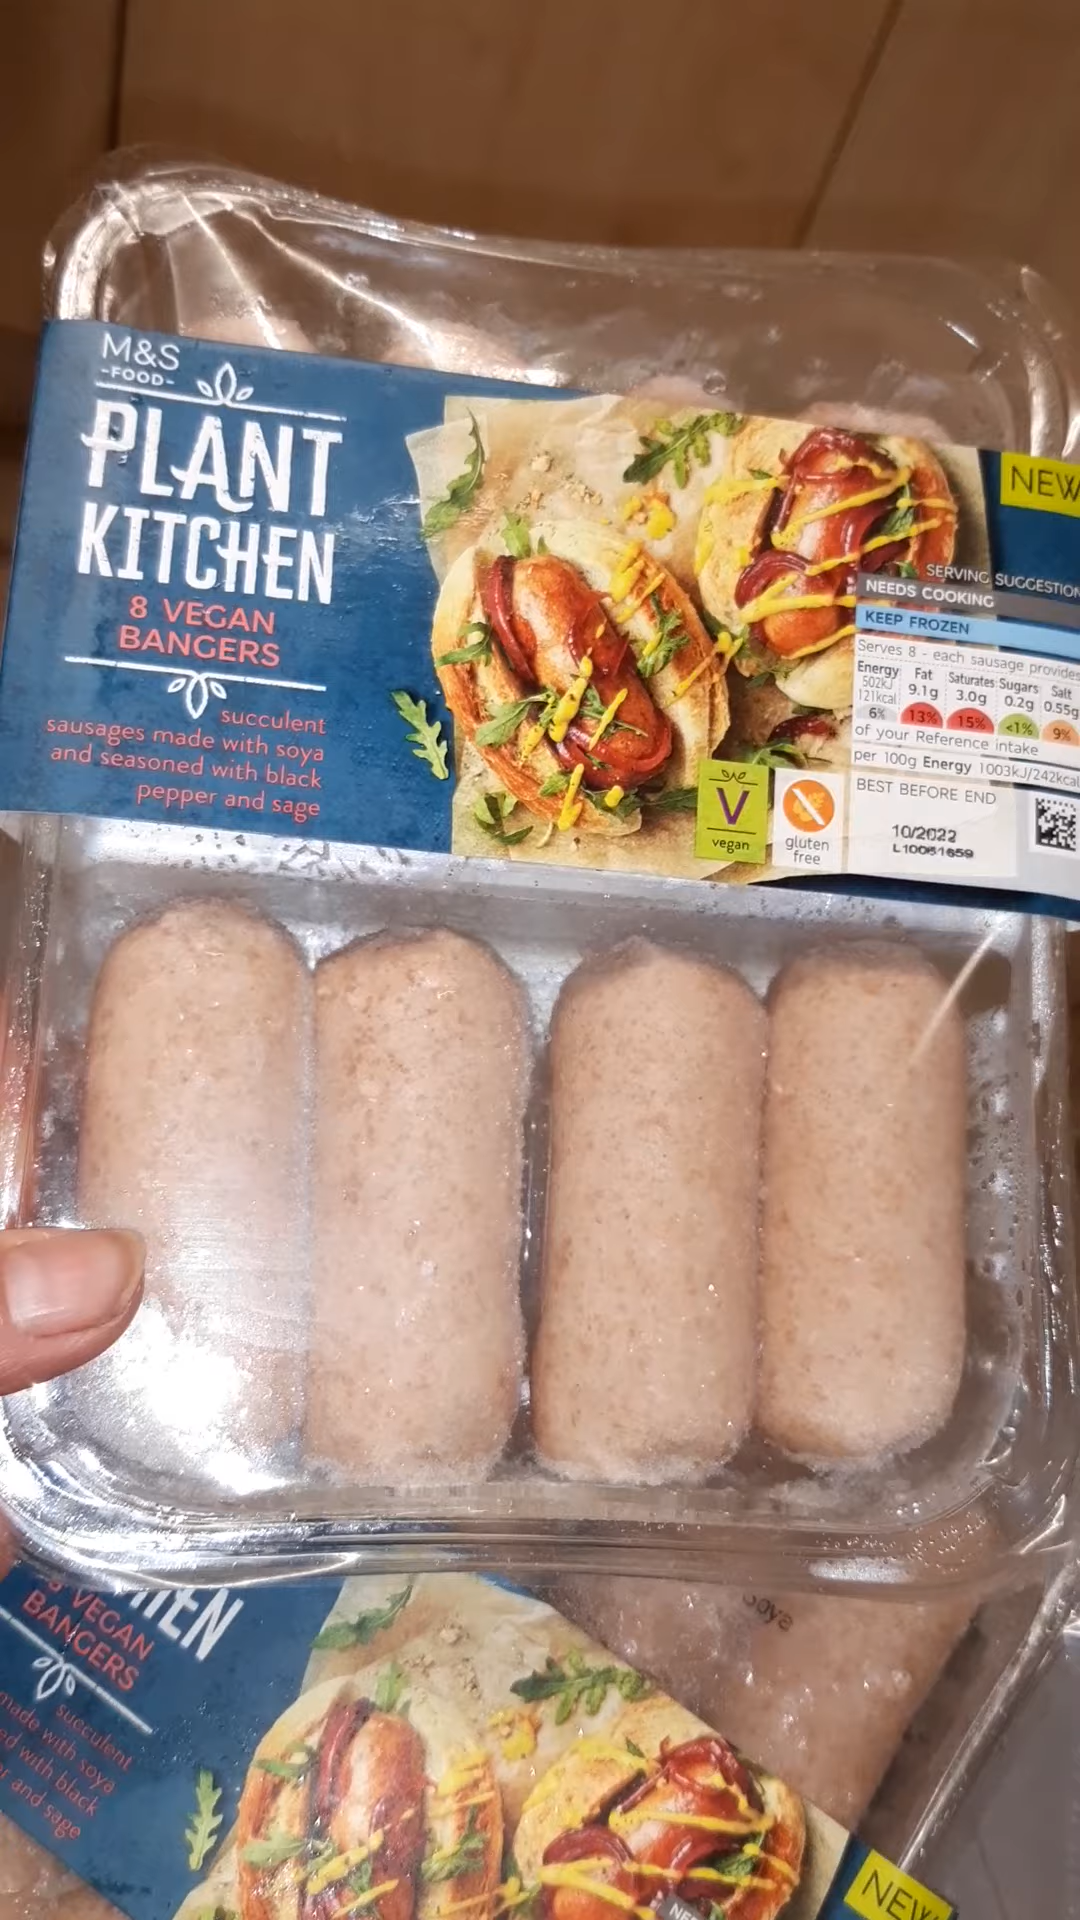 M&S
-FOOD-
PLANT
KITCHEN
8 VEGAN
BANGERS
succulent
sausages made with soya
and seasoned with black
pepper and sage
NEW
SERVING SUGGESTION
NEEDS COOKING
KEEP FROZEN
Serves 8 - each sausage provides
Energy Fat Saturates Sugars Salt
502kJ 9.1g 3.0g 0.2g 0.55g
121kcal
6% 13% 15% <1% 9%
of your Reference intake
per 100g Energy 1003kJ/242kcal
V
vegan
gluten
free
BEST BEFORE END
10/2022
L10051659
8 VEGAN
BANGERS
succulent
made with soya
with black
and sage
soya
NEW